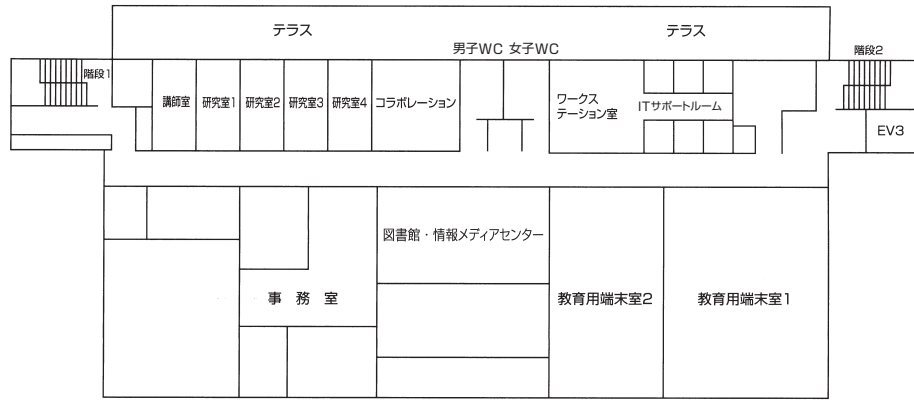 テラス
テラス
男子WC 女子WC
階段1
階段2
講師室
研究室1
研究室2
研究室3
研究室4
コラボレーション
ワークス
テーション室
ITサポートルーム
EV3
図書館・情報メディアセンター
事務室
教育用端末室2
教育用端末室1